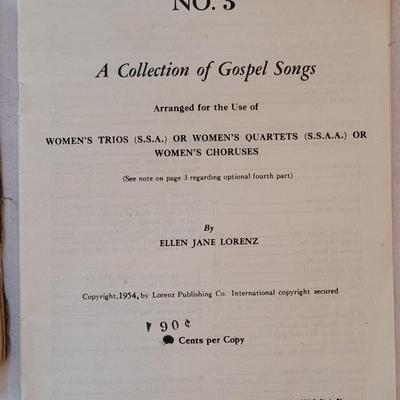 NO. 3
A Collection of Gospel Songs
Arranged for the Use of
WOMEN'S TRIOS (S.S.A.) OR WOMEN'S QUARTETS (S.S.A.A.) OR
WOMEN'S CHORUSES
(See note on page 3 regarding optional fourth part)
By
ELLEN JANE LORENZ
Copyright, 1954, by Lorenz Publishing Co. International copyright secured
90¢
Cents per Copy